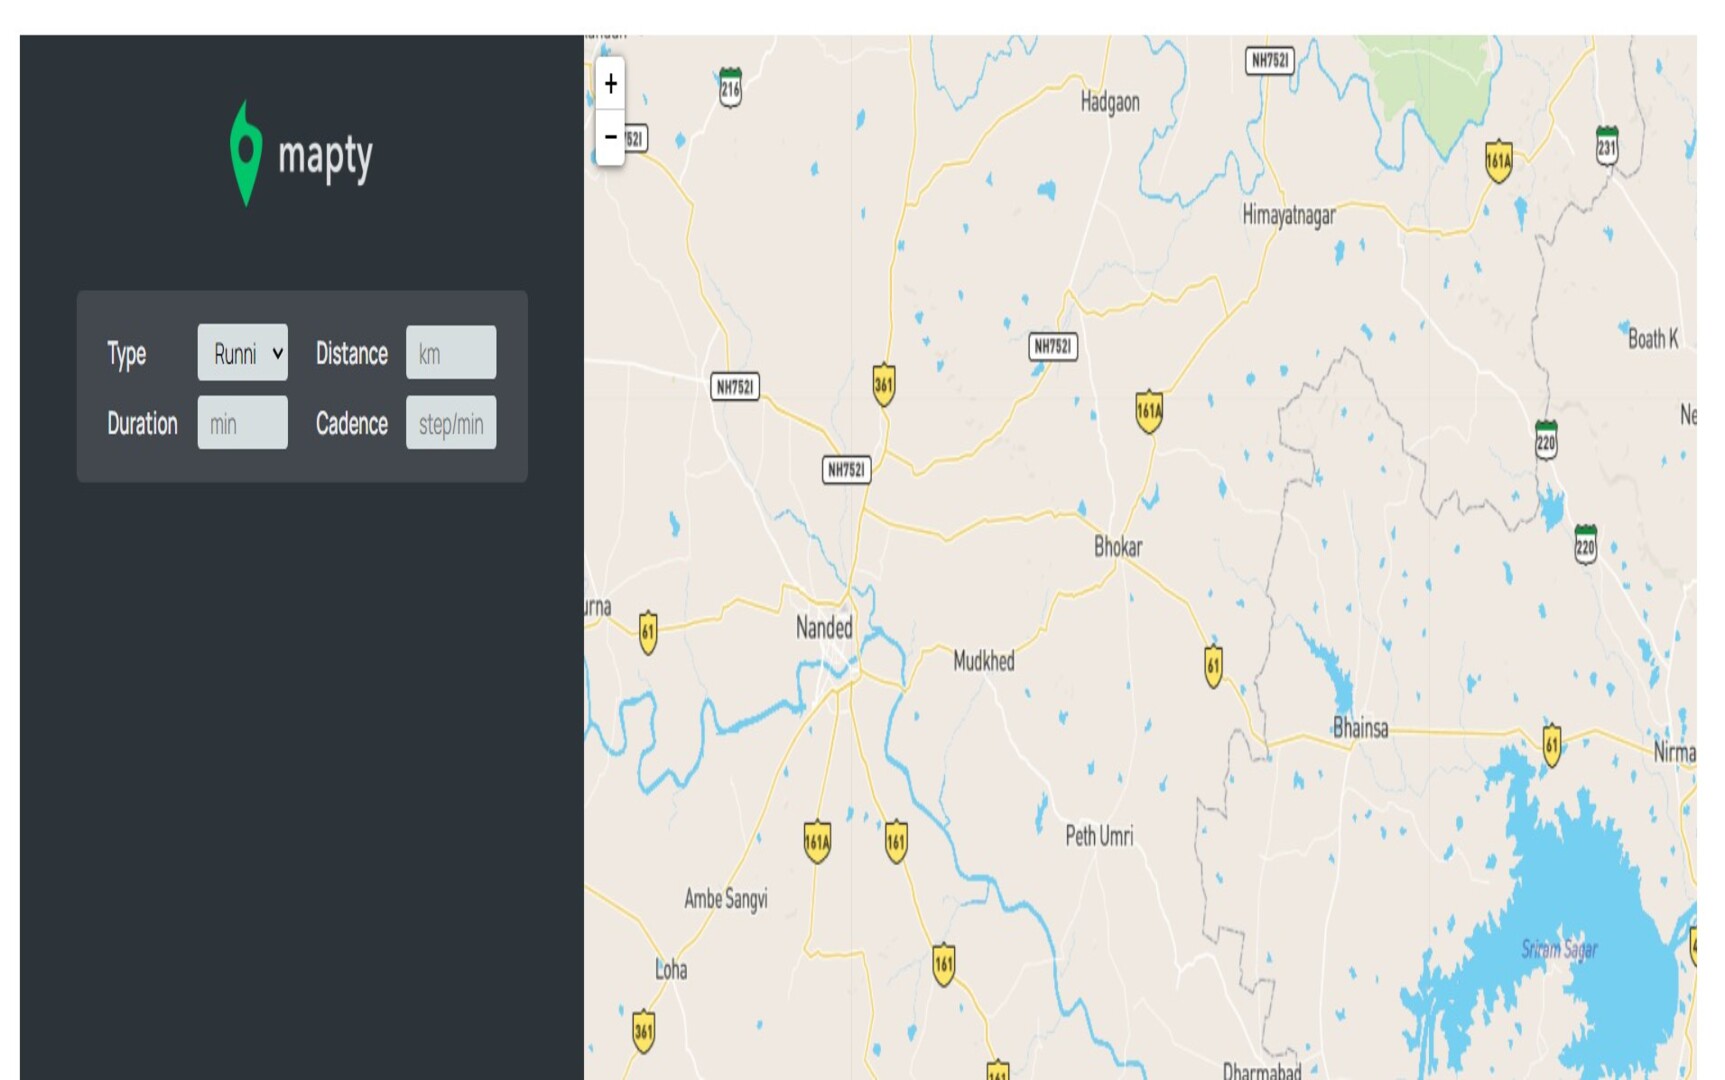 mapty
Type
Runni
Distance
km
Duration
min
Cadence
step/min
+
−
216
NH752I
Hadgaon
752I
161A
231
Himayatnagar
Boath K
NH752I
NH752I
361
161A
Ne
220
NH752I
220
Bhokar
urna
61
Nanded
Mudkhed
61
Bhainsa
61
Nirma
161A
161
Peth Umri
Ambe Sangvi
Sriram Sagar
161
Loha
4
361
161
Dharmabad